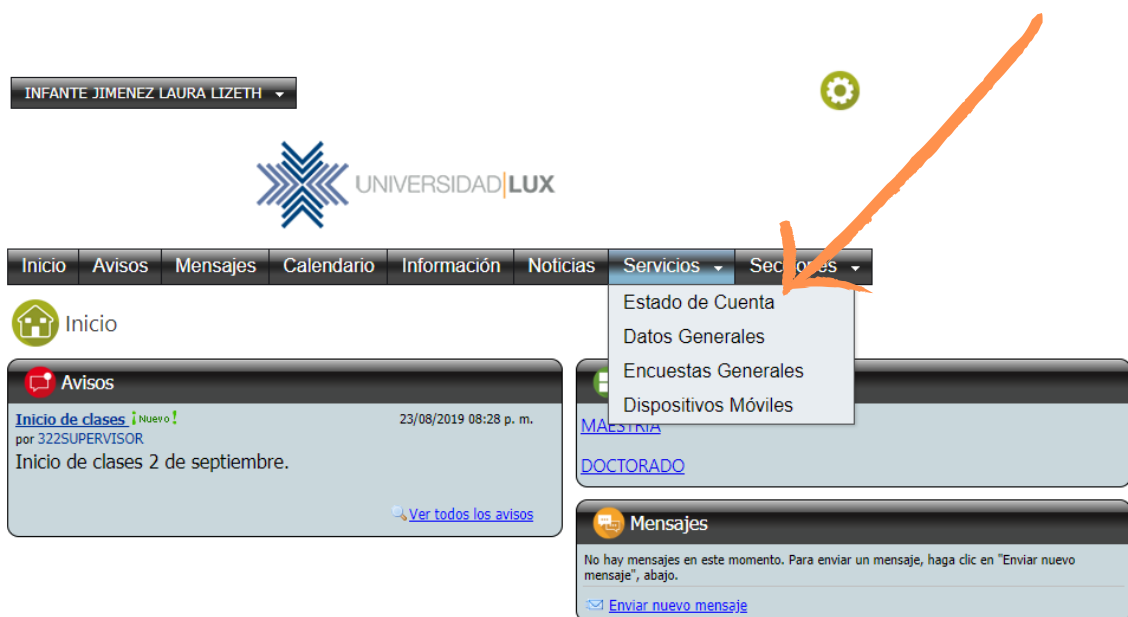 INFANTE JIMENEZ LAURA LIZETH
UNIVERSIDAD LUX
Inicio Avisos Mensajes Calendario Información Noticias Servicios Secciones
Estado de Cuenta
Datos Generales
Encuestas Generales
Dispositivos Móviles
Inicio
Avisos
Inicio de clases ¡Nuevo! 23/08/2019 08:28 p. m.
por 322SUPERVISOR
Inicio de clases 2 de septiembre.
Ver todos los avisos
MAESTRIA
DOCTORADO
Mensajes
No hay mensajes en este momento. Para enviar un mensaje, haga clic en "Enviar nuevo
mensaje", abajo.
Enviar nuevo mensaje